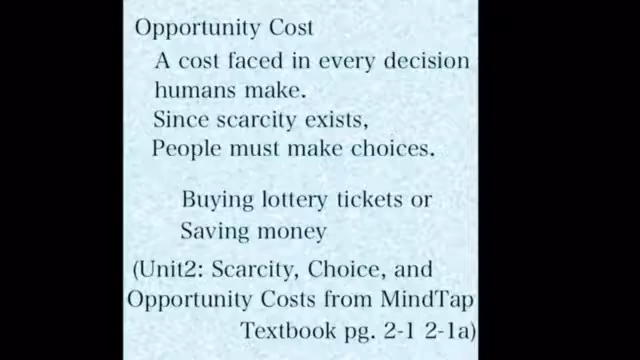 Opportunity Cost
A cost faced in every decision
humans make.
Since scarcity exists,
People must make choices.
Buying lottery tickets or
Saving money
(Unit2: Scarcity, Choice, and
Opportunity Costs from MindTap
Textbook pg. 2-1 2-1a)